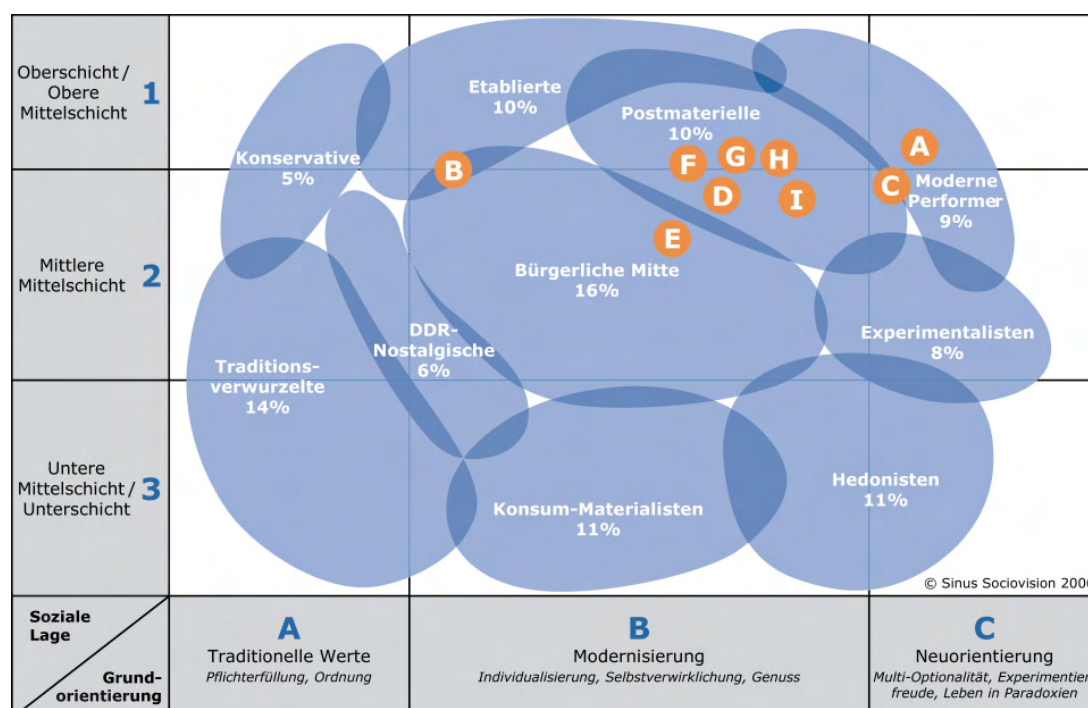 Oberschicht /
Obere
Mittelschicht
1
Mittlere
Mittelschicht
2
Untere
Mittelschicht /
Unterschicht
3
Konservative
5%
Etablierte
10%
Postmaterielle
10%
Moderne
Performer
9%
Bürgerliche Mitte
16%
DDR-
Nostalgische
6%
Traditions-
verwurzelte
14%
Experimentalisten
8%
Konsum-Materialisten
11%
Hedonisten
11%
B
F
G
H
A
D
I
C
E
© Sinus Sociovision 2006
Soziale
Lage
Grund-
orientierung
A
Traditionelle Werte
Pflichterfüllung, Ordnung
B
Modernisierung
Individualisierung, Selbstverwirklichung, Genuss
C
Neuorientierung
Multi-Optionalität, Experimentier
freude, Leben in Paradoxien